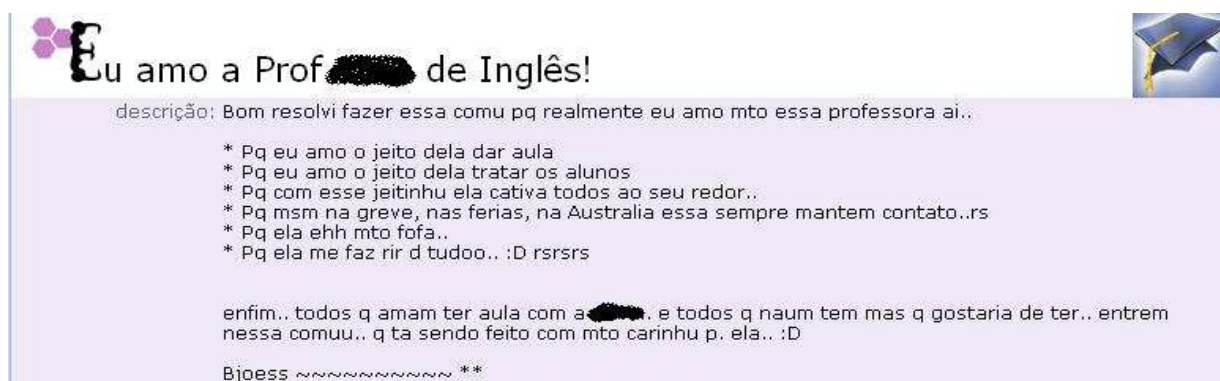 Eu amo a Prof de Inglês!
descrição: Bom resolvi fazer essa comu pq realmente eu amo mto essa professora ai..
* Pq eu amo o jeito dela dar aula
* Pq eu amo o jeito dela tratar os alunos
* Pq com esse jeitinhu ela cativa todos ao seu redor..
* Pq msm na greve, nas ferias, na Australia essa sempre mantem contato..rs
* Pq ela ehh mto fofa..
* Pq ela me faz rir d tudoo.. :D rsrsrs
enfim.. todos q amam ter aula com a . e todos q naum tem mas q gostaria de ter.. entrem
nessa comuu.. q ta sendo feito com mto carinhu p. ela.. :D
Bjoess ~~~~~~~~~~ **